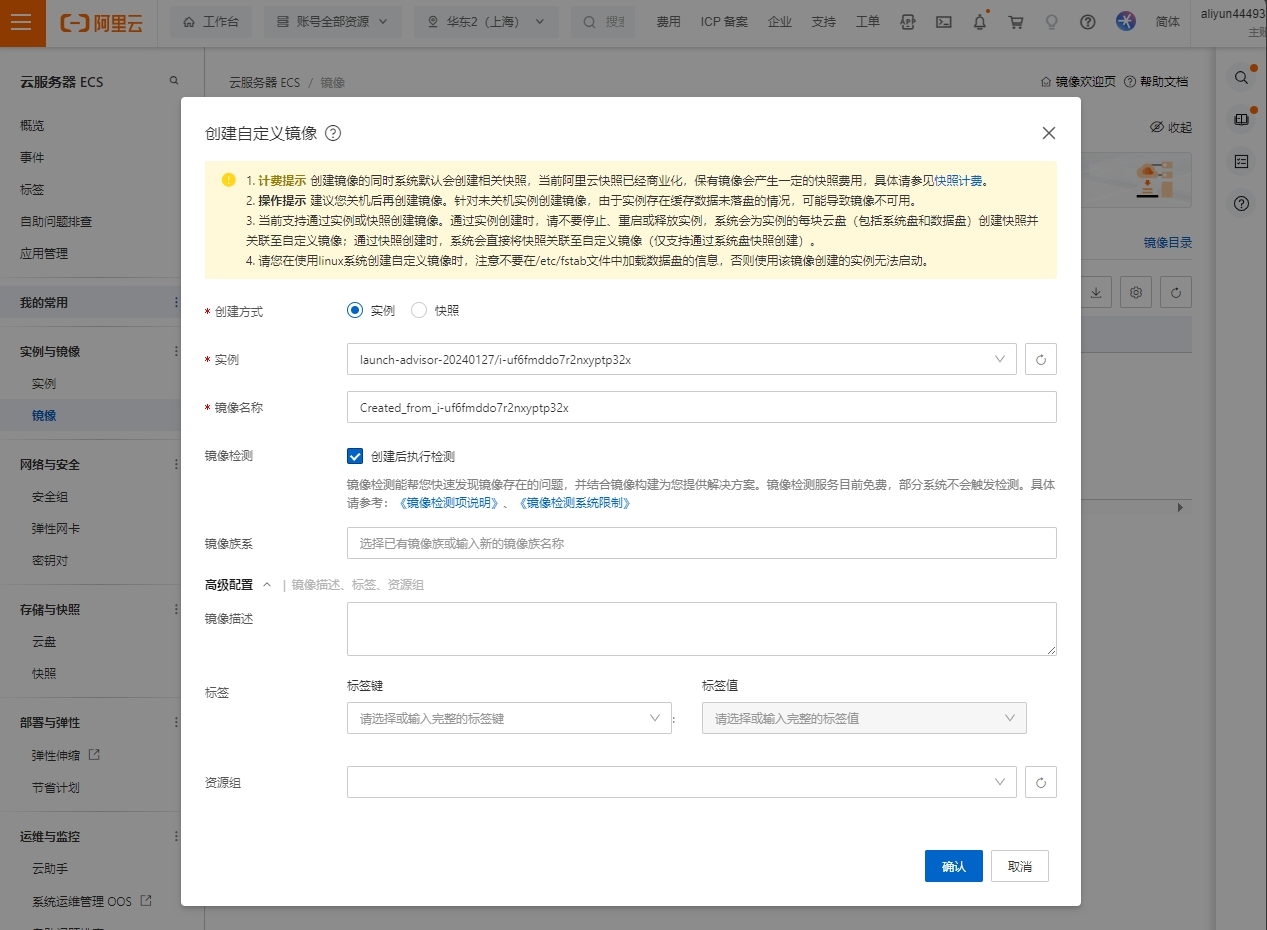 阿里云
工作台
账号全部资源
华东2（上海）
搜
费用
ICP 备案
企业
支持
工单
简体
aliyun44493
主账
云服务器 ECS
概览
事件
标签
自助问题排查
应用管理
我的常用
实例与镜像
实例
镜像
网络与安全
安全组
弹性网卡
密钥对
存储与快照
云盘
快照
部署与弹性
弹性伸缩
节省计划
运维与监控
云助手
系统运维管理 OOS
云服务器 ECS / 镜像
镜像欢迎页
帮助文档
收起
镜像目录
创建自定义镜像
1. 计费提示 创建镜像的同时系统默认会创建相关快照，当前阿里云快照已经商业化，保有镜像会产生一定的快照费用，具体请参见快照计费。
2. 操作提示 建议您关机后再创建镜像。针对未关机实例创建镜像，由于实例存在缓存数据未落盘的情况，可能导致镜像不可用。
3. 当前支持通过实例或快照创建镜像。通过实例创建时，请不要停止、重启或释放实例，系统会为实例的每块云盘（包括系统盘和数据盘）创建快照并
关联至自定义镜像；通过快照创建时，系统会直接将快照关联至自定义镜像（仅支持通过系统盘快照创建）。
4. 请您在使用linux系统创建自定义镜像时，注意不要在/etc/fstab文件中加载数据盘的信息，否则使用该镜像创建的实例无法启动。
* 创建方式
实例
快照
* 实例
launch-advisor-20240127/i-uf6fmddo7r2nxyptp32x
* 镜像名称
Created_from_i-uf6fmddo7r2nxyptp32x
镜像检测
创建后执行检测
镜像检测能帮您快速发现镜像存在的问题，并结合镜像构建为您提供解决方案。镜像检测服务目前免费，部分系统不会触发检测。具体
请参考：《镜像检测项说明》、《镜像检测系统限制》
镜像族系
选择已有镜像族或输入新的镜像族名称
高级配置
| 镜像描述、标签、资源组
镜像描述
标签
标签键
标签值
请选择或输入完整的标签键
:
请选择或输入完整的标签值
资源组
确认
取消